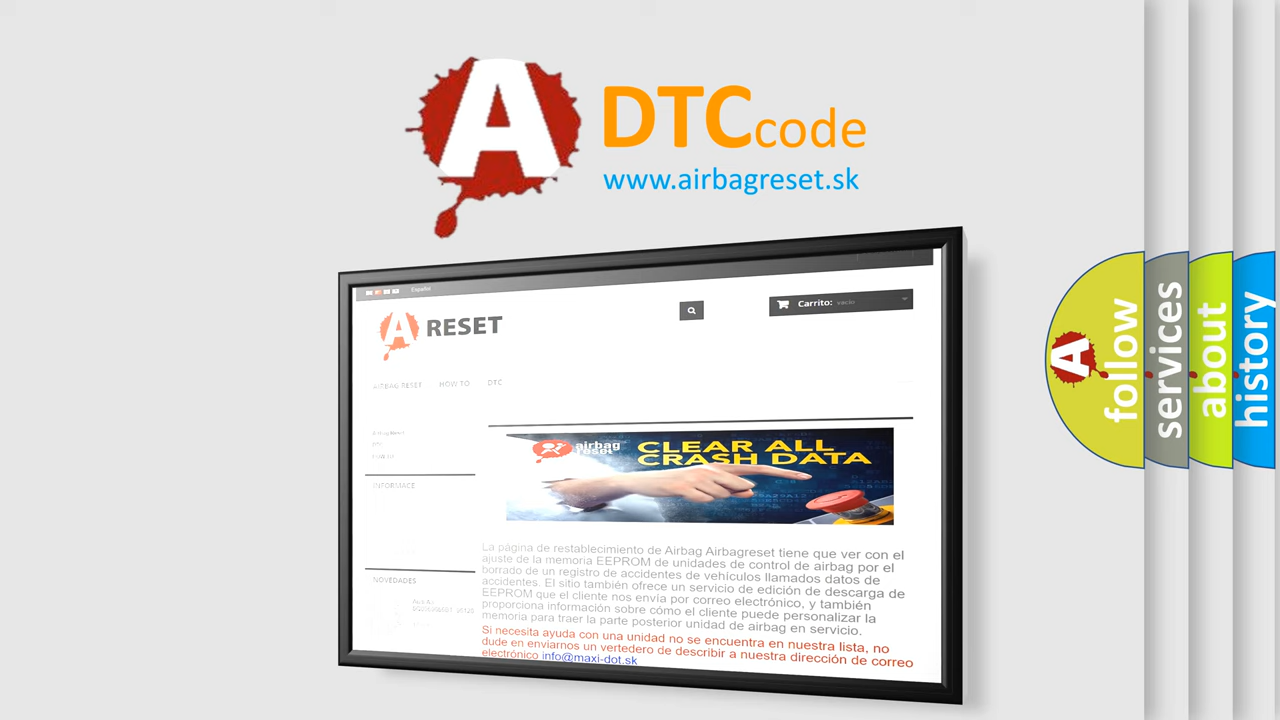 A DTCcode
www.airbagreset.sk
Español
A RESET
Carrito: vacío
AIRBAG RESET HOW TO DTC
airbag reset
CLEAR ALL
CRASH DATA
INFORMACE
NOVEDADES
La página de restablecimiento de Airbag Airbagreset tiene que ver con el
ajuste de la memoria EEPROM de unidades de control de airbag por el
borrado de un registro de accidentes de vehículos llamados datos de
accidentes. El sitio también ofrece un servicio de edición de descarga de
EEPROM que el cliente nos envía por correo electrónico, y también
proporciona información sobre cómo el cliente puede personalizar la
memoria para traer la parte posterior unidad de airbag en servicio.
Si necesita ayuda con una unidad no se encuentra en nuestra lista, no
dude en enviarnos un vertedero de describir a nuestra dirección de correo
electrónico info@maxi-dot.sk
A follow
services
about
history